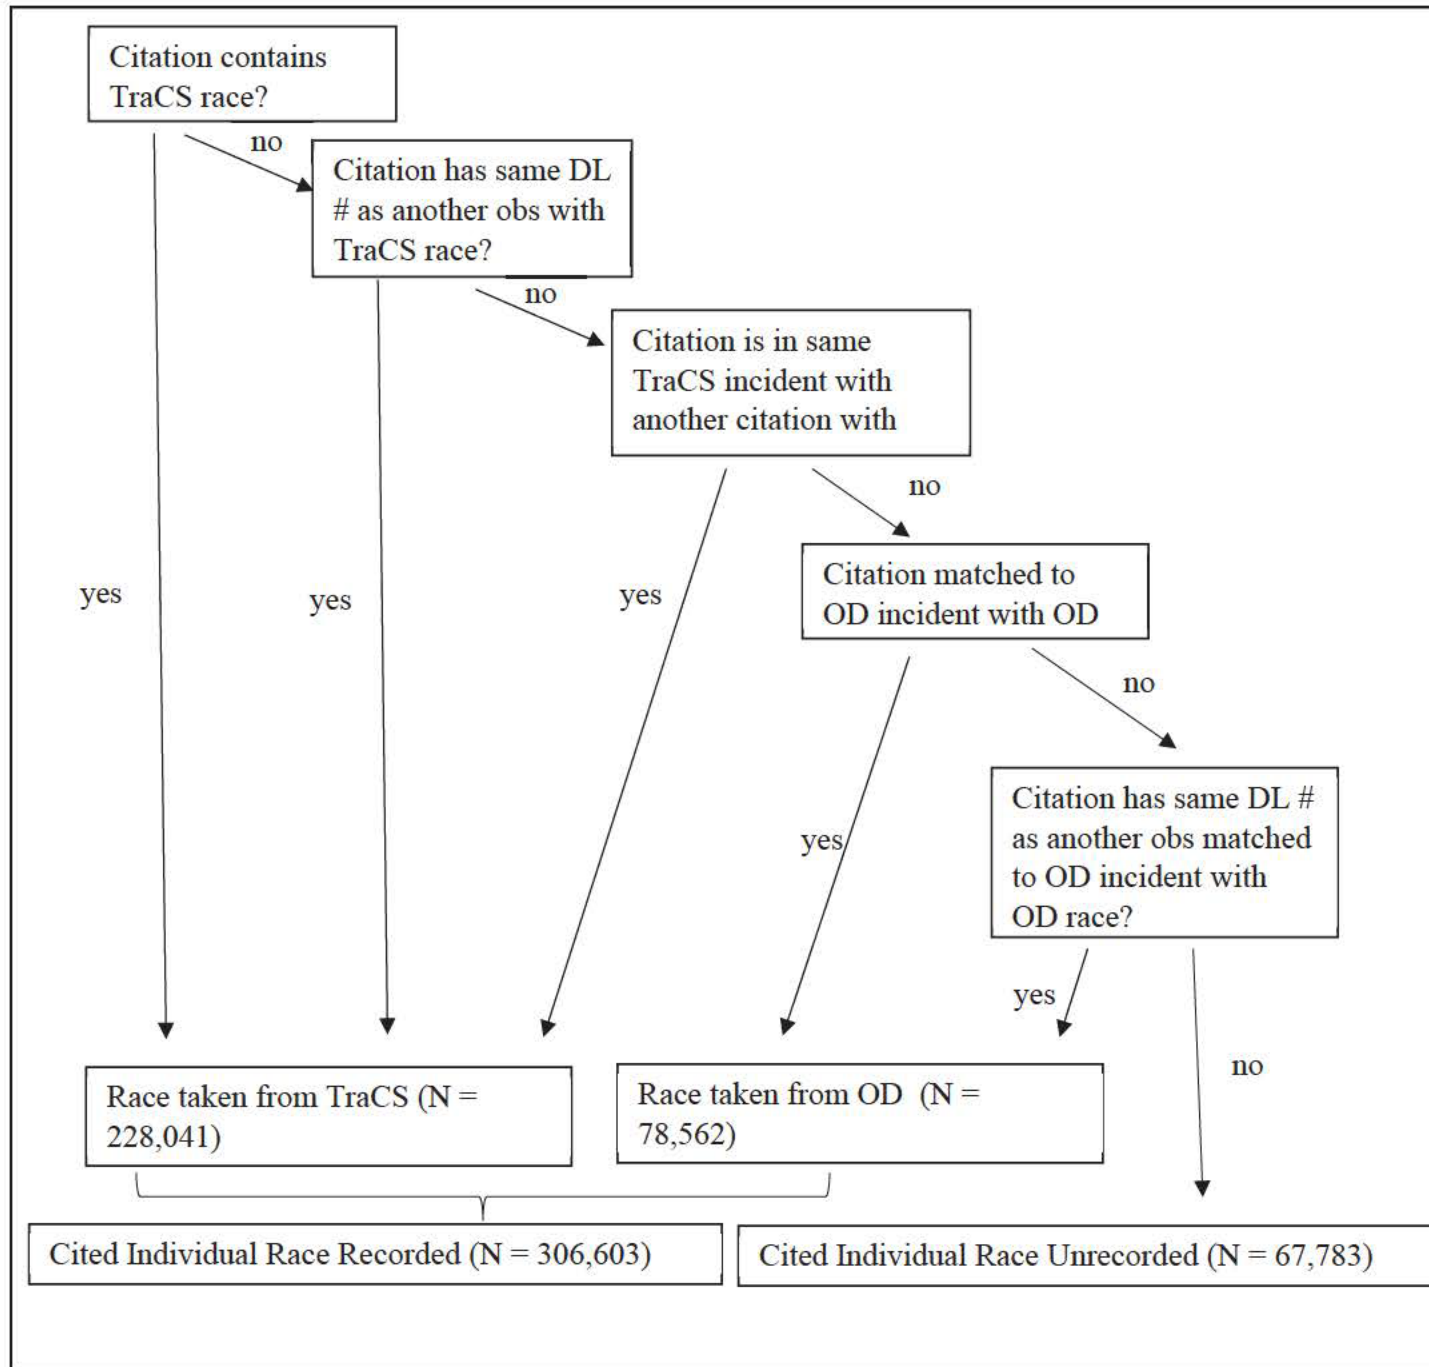 Citation contains
TraCS race?
no
Citation has same DL
# as another obs with
TraCS race?
no
Citation is in same
TraCS incident with
another citation with
no
Citation matched to
OD incident with OD
yes
yes
yes
no
Citation has same DL #
as another obs matched
to OD incident with
OD race?
yes
yes
no
Race taken from TraCS (N =
228,041)
Race taken from OD (N =
78,562)
Cited Individual Race Recorded (N = 306,603)
Cited Individual Race Unrecorded (N = 67,783)